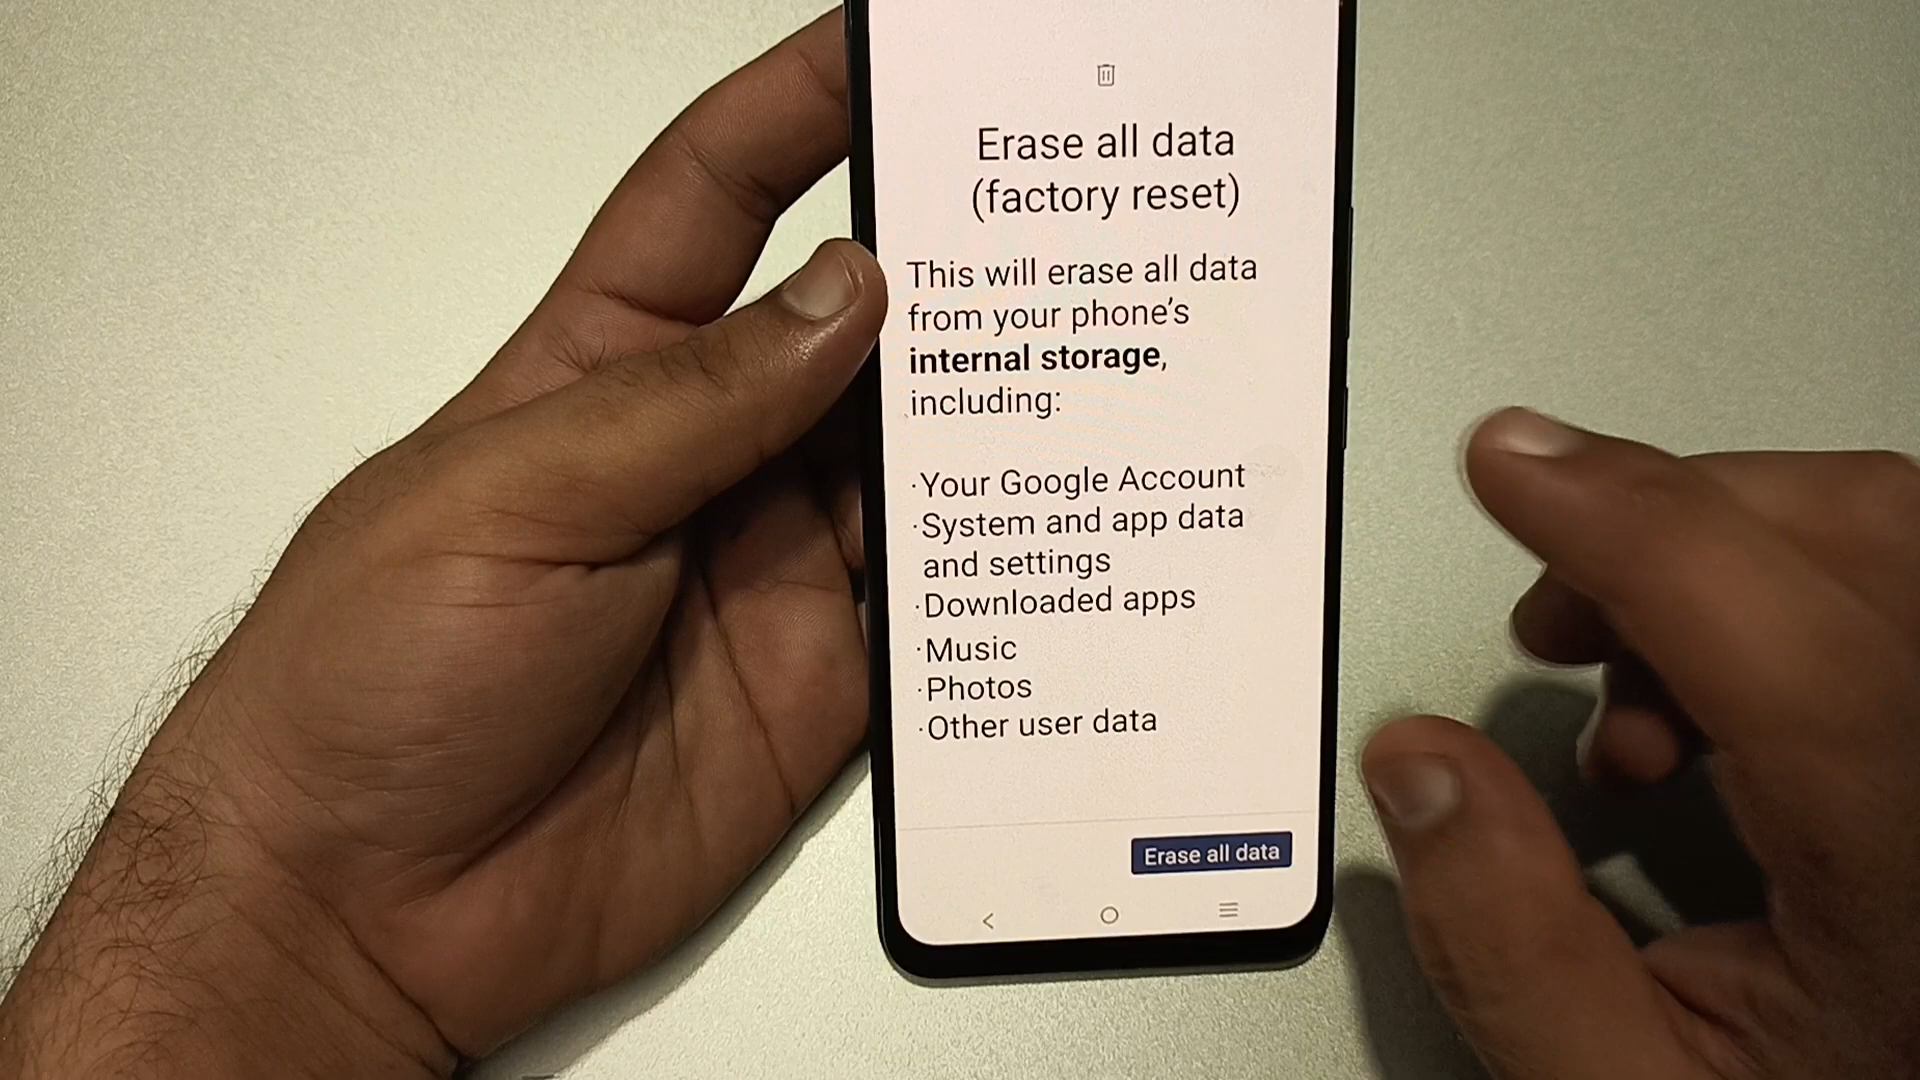 Erase all data
(factory reset)
This will erase all data
from your phone's
internal storage,
including:
·Your Google Account
·System and app data
and settings
·Downloaded apps
·Music
·Photos
·Other user data
Erase all data